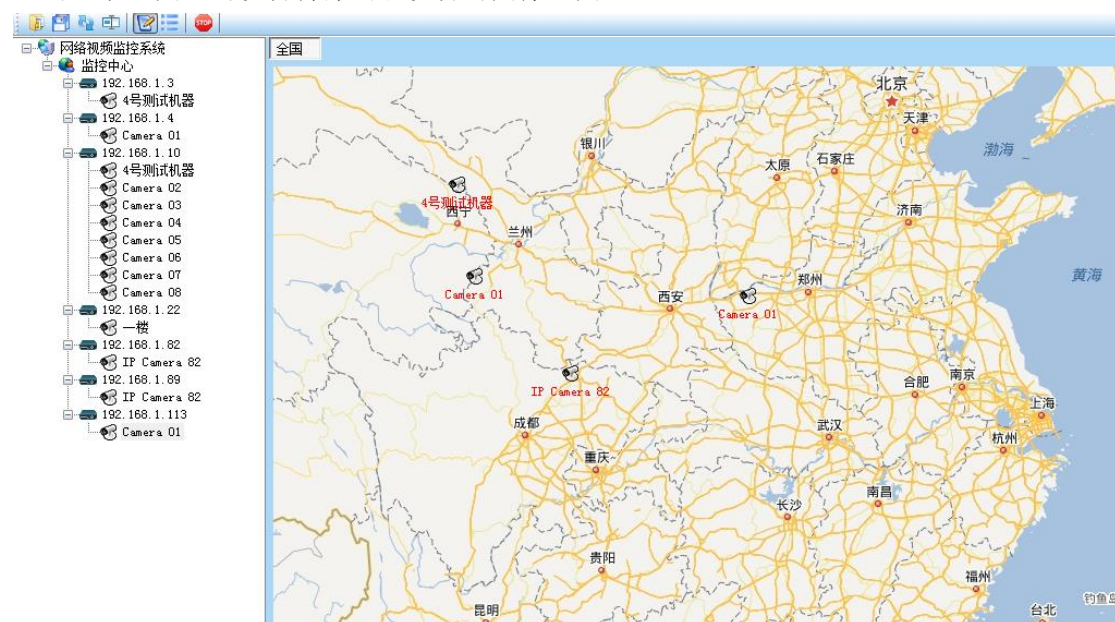 STOP
网络视频监控系统
监控中心
192.168.1.3
4号测试机器
192.168.1.4
Camera 01
192.168.1.10
4号测试机器
Camera 02
Camera 03
Camera 04
Camera 05
Camera 06
Camera 07
Camera 08
192.168.1.22
一楼
192.168.1.82
IP Camera 82
192.168.1.89
IP Camera 82
192.168.1.113
Camera 01
全国
北京
天津
渤海
银川
太原
石家庄
4号测试机器
西宁
济南
兰州
黄海
郑州
Camera 01
西安
Camera 01
IP Camera 82
合肥
南京
上海
成都
武汉
杭州
重庆
南昌
长沙
贵阳
福州
钓鱼岛
昆明
台北